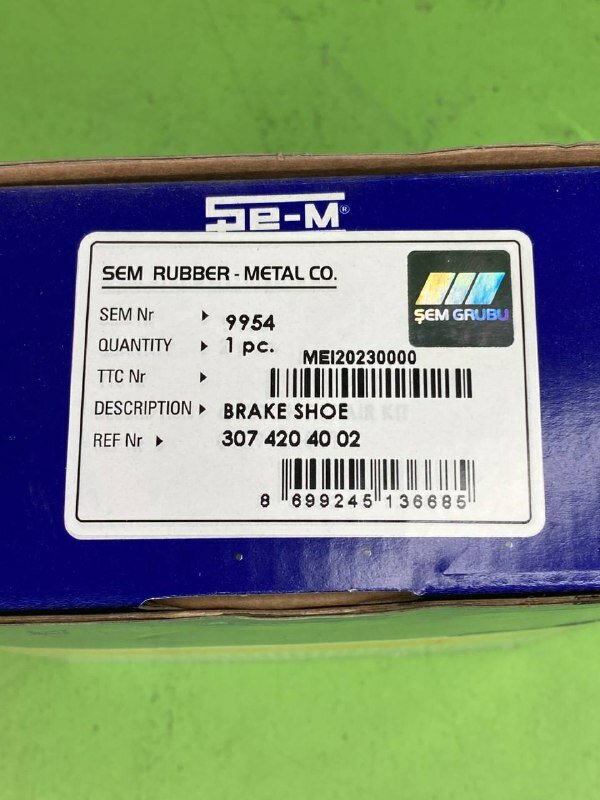 Se-M®
SEM RUBBER - METAL CO.
ŞEM GRUBU
SEM Nr ▸ 9954
QUANTITY ▸ 1 pc.
MEI20230000
TTC Nr ▸
DESCRIPTION ▸ BRAKE SHOE
REF Nr ▸ 307 420 40 02
8 699245 136685